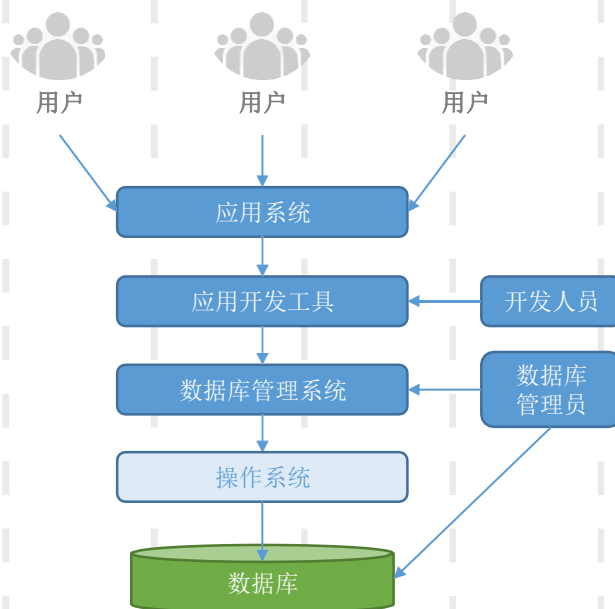 用户
用户
用户
应用系统
应用开发工具
开发人员
数据库管理系统
数据库
管理员
操作系统
数据库